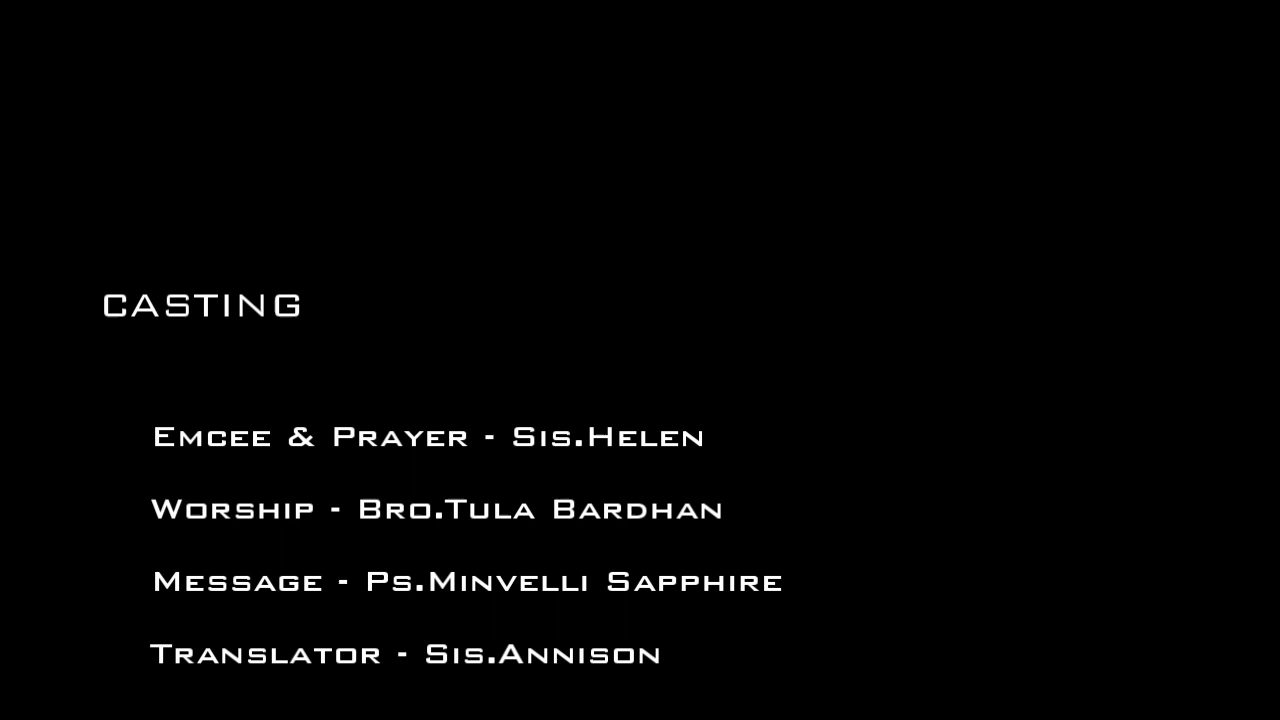 CASTING
Emcee & Prayer - Sis.Helen
Worship - Bro.Tula Bardhan
Message - Ps.Minvelli Sapphire
Translator - Sis.Annison